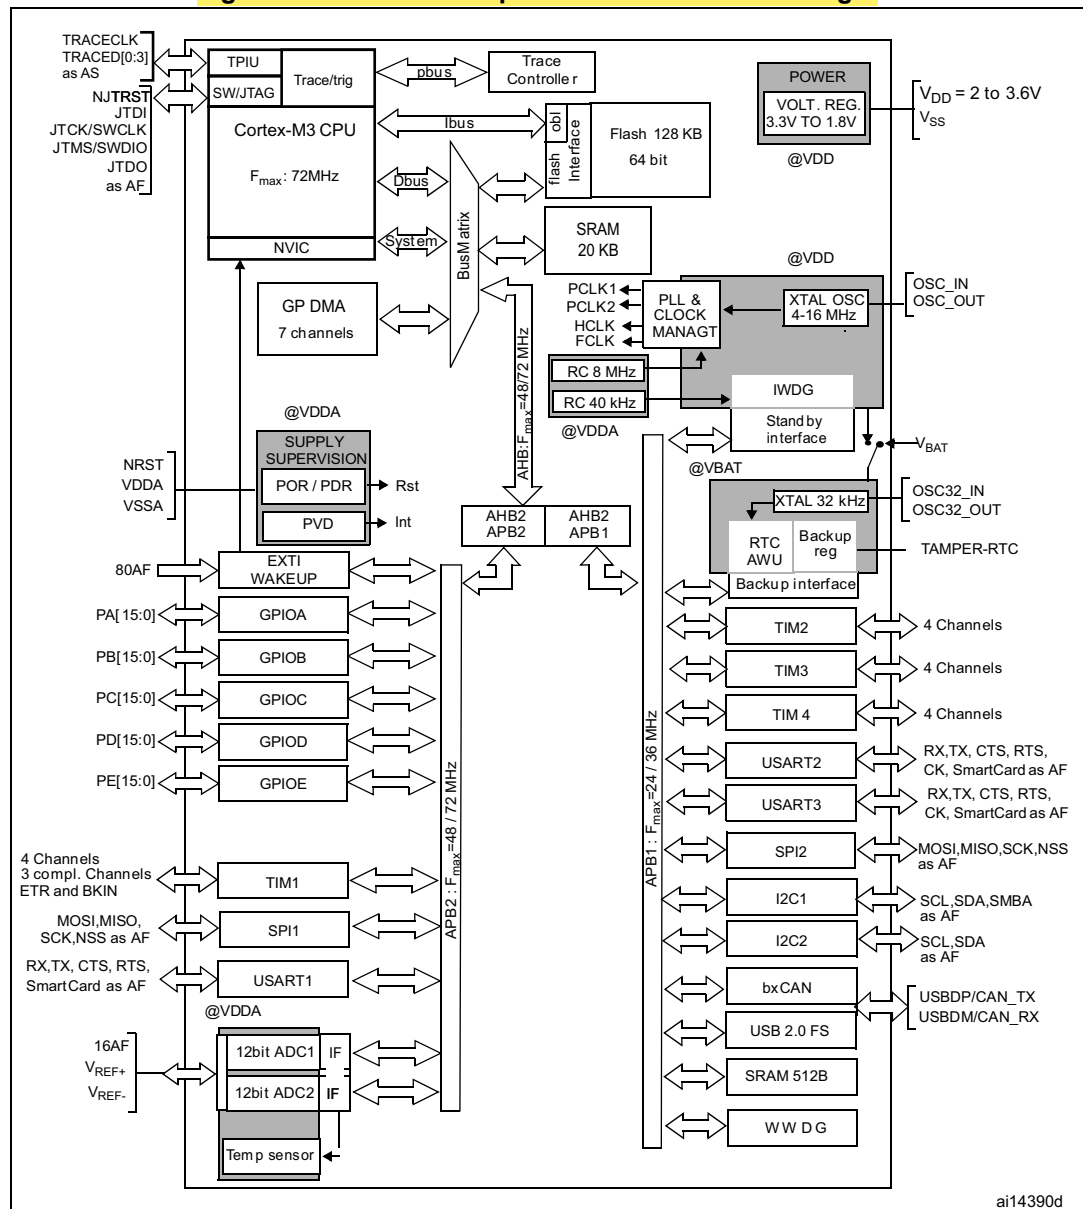 TRACECLK
TRACED[0:3]
as AS
NJTRST
JTDI
JTCK/SWCLK
JTMS/SWDIO
JTDO
as AF
TPIU
SW/JTAG
Trace/trig
Cortex-M3 CPU
Fmax: 72MHz
NVIC
pbus
Trace
Controller
Ibus
Dbus
System
BusMatrix
flash obl
Interface
Flash 128 KB
64 bit
SRAM
20 KB
POWER
VOLT. REG.
3.3V TO 1.8V
@VDD
VDD = 2 to 3.6V
VSS
GP DMA
7 channels
AHB:Fmax=48/72 MHz
PCLK1
PCLK2
HCLK
FCLK
PLL &
CLOCK
MANAGT
@VDD
XTAL OSC
4-16 MHz
OSC_IN
OSC_OUT
RC 8 MHz
RC 40 kHz
@VDDA
IWDG
Standby
interface
VBAT
@VBAT
@VDDA
SUPPLY
SUPERVISION
POR / PDR
PVD
Rst
Int
NRST
VDDA
VSSA
XTAL 32 kHz
OSC32_IN
OSC32_OUT
RTC
AWU
Backup
reg
TAMPER-RTC
Backup interface
AHB2
APB2
AHB2
APB1
80AF
EXTI
WAKEUP
PA[15:0]
GPIOA
PB[15:0]
GPIOB
PC[15:0]
GPIOC
PD[15:0]
GPIOD
PE[15:0]
GPIOE
4 Channels
3 compl. Channels
ETR and BKIN
TIM1
MOSI,MISO,
SCK,NSS as AF
SPI1
RX,TX, CTS, RTS,
SmartCard as AF
USART1
@VDDA
16AF
VREF+
VREF-
12bit ADC1 IF
12bit ADC2 IF
Temp sensor
APB2 : Fmax=48 / 72 MHz
APB1 : Fmax=24 / 36 MHz
TIM2
4 Channels
TIM3
4 Channels
TIM 4
4 Channels
USART2
RX,TX, CTS, RTS,
CK, SmartCard as AF
USART3
RX,TX, CTS, RTS,
CK, SmartCard as AF
SPI2
MOSI,MISO,SCK,NSS
as AF
I2C1
SCL,SDA,SMBA
as AF
I2C2
SCL,SDA
as AF
bxCAN
USBDP/CAN_TX
USBDM/CAN_RX
USB 2.0 FS
SRAM 512B
WWDG
ai14390d